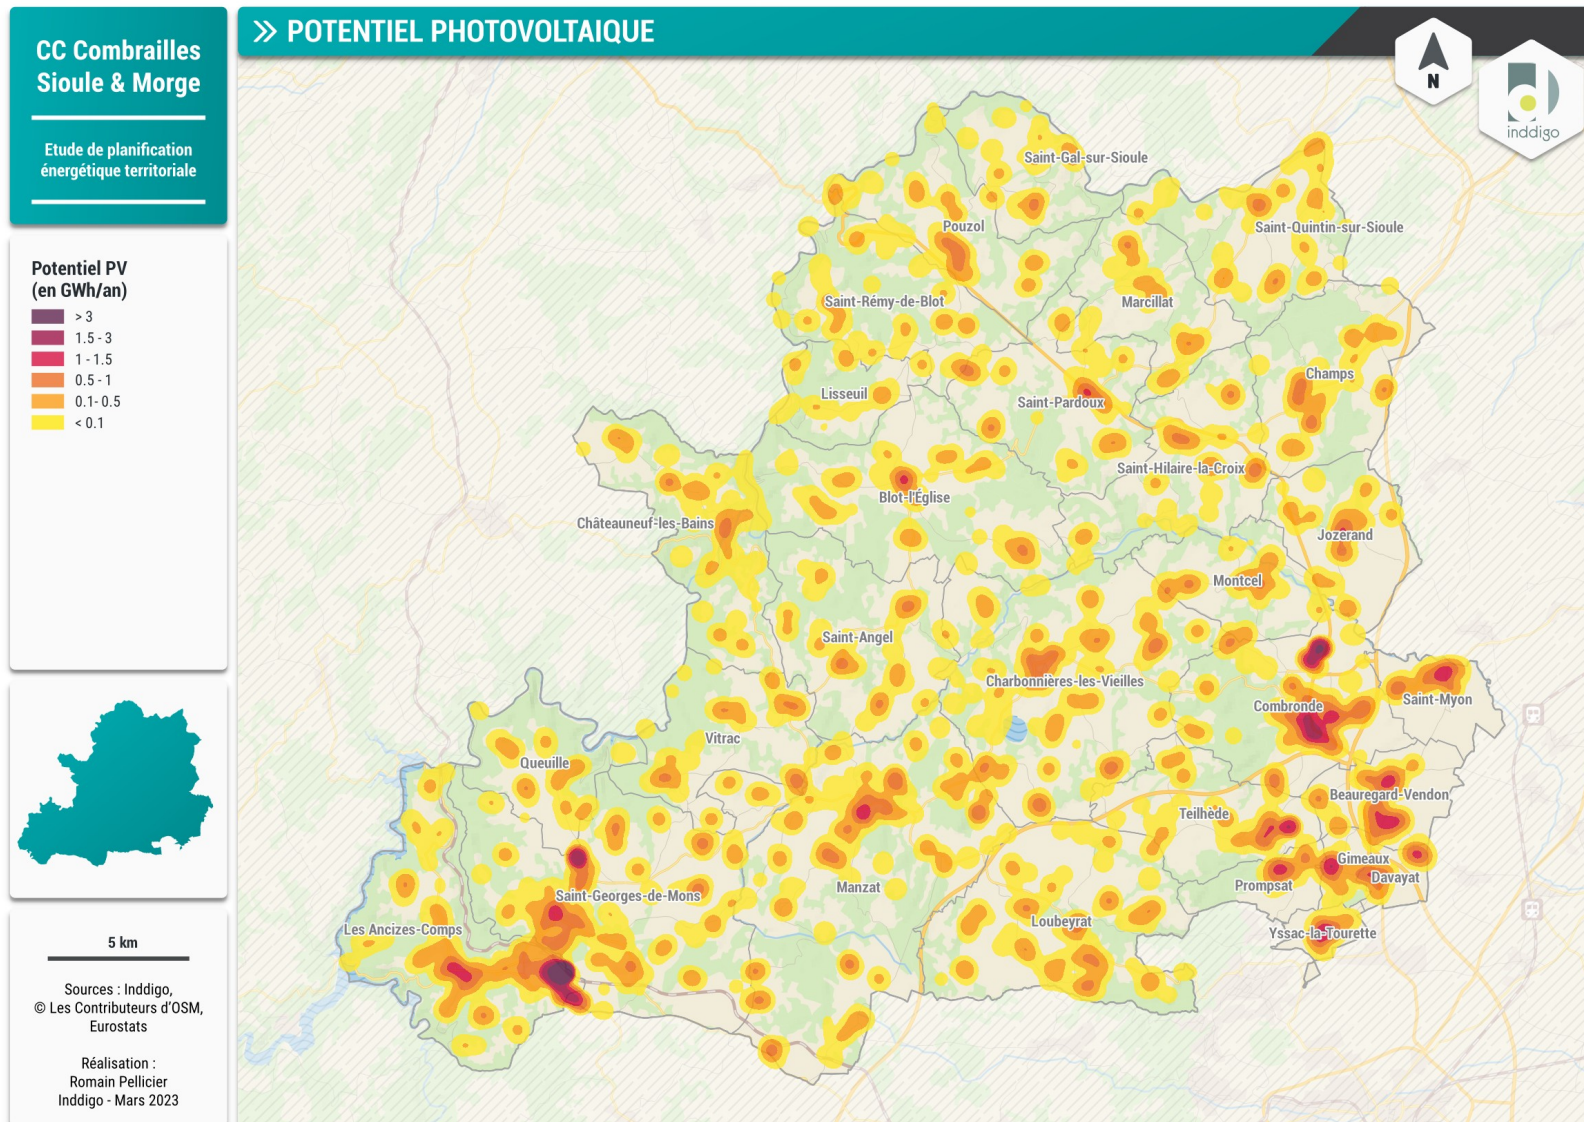 CC Combrailles
Sioule & Morge
Etude de planification
énergétique territoriale
>> POTENTIEL PHOTOVOLTAIQUE
N
inddigo
Potentiel PV
(en GWh/an)
> 3
1.5 - 3
1 - 1.5
0.5 - 1
0.1- 0.5
< 0.1
Saint-Gal-sur-Sioule
Pouzol
Saint-Quintin-sur-Sioule
Saint-Rémy-de-Blot
Marcillat
Champs
Lisseuil
Saint-Pardoux
Saint-Hilaire-la-Croix
Blot-l'Église
Châteauneuf-les-Bains
Jozerand
Montcel
Saint-Angel
Charbonnières-les-Vieilles
Saint-Myon
Combronde
Vitrac
Queuille
Beauregard-Vendon
Teilhède
Gimeaux
Davayat
Prompsat
Manzat
Saint-Georges-de-Mons
Loubeyrat
Les Ancizes-Comps
Yssac-la-Tourette
5 km
Sources : Inddigo,
© Les Contributeurs d'OSM,
Eurostats
Réalisation :
Romain Pellicier
Inddigo - Mars 2023